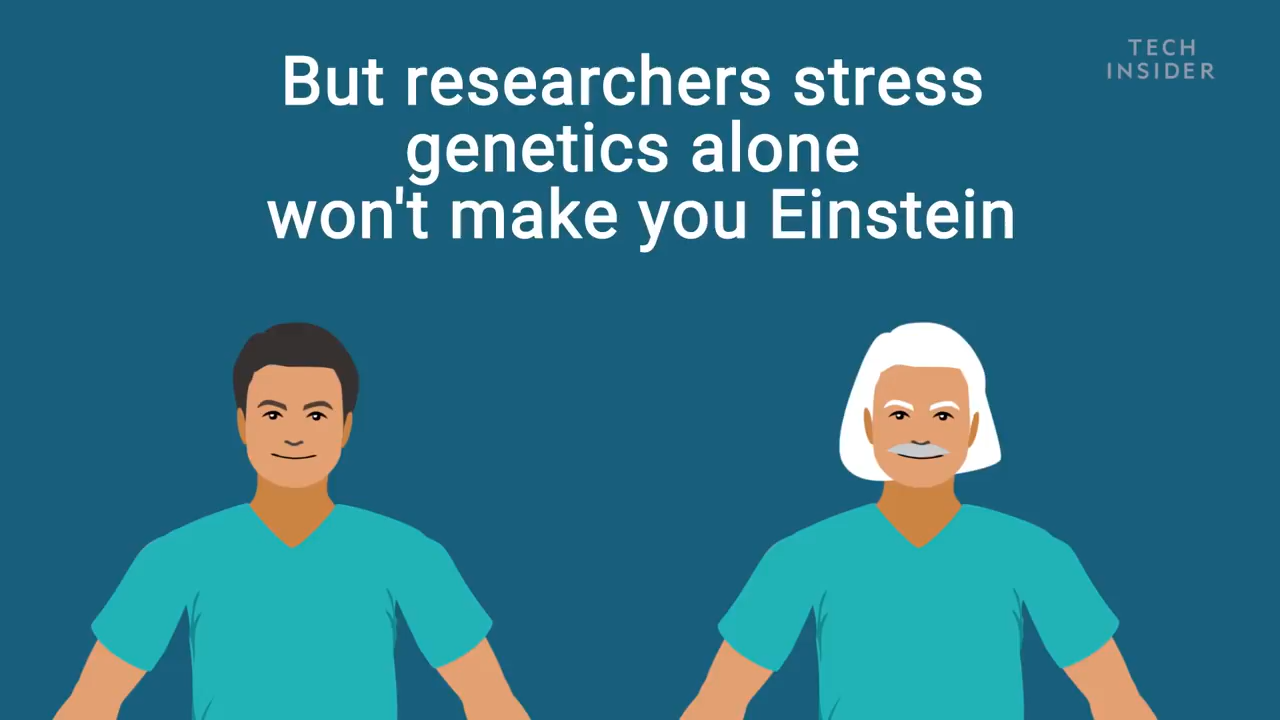 But researchers stress
genetics alone
won't make you Einstein
TECH
INSIDER